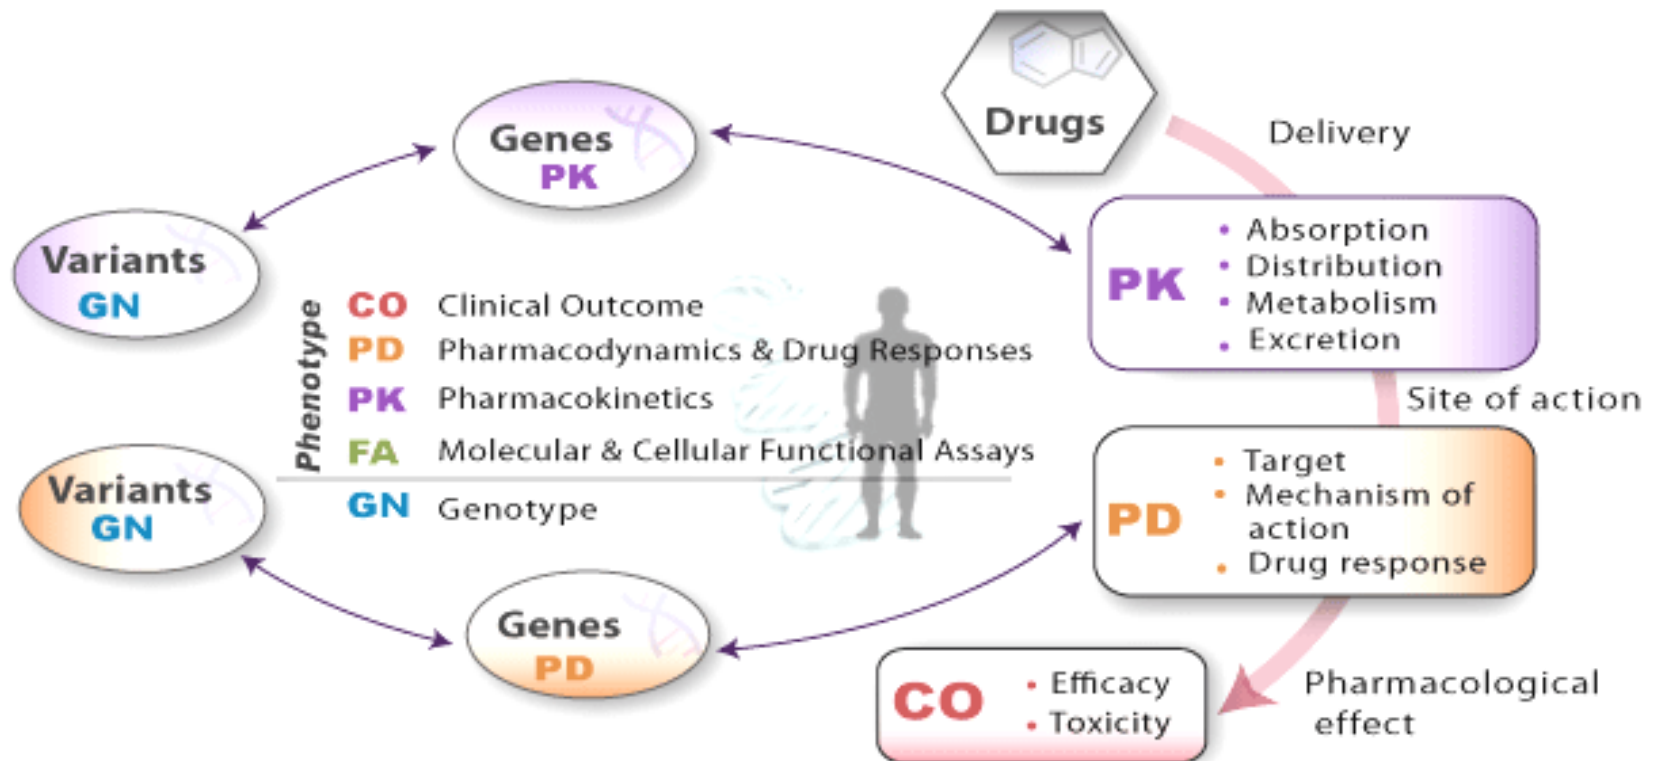 Drugs
Delivery
Genes
PK
Variants
GN
PK
• Absorption
• Distribution
• Metabolism
• Excretion
Phenotype
CO Clinical Outcome
PD Pharmacodynamics & Drug Responses
PK Pharmacokinetics
FA Molecular & Cellular Functional Assays
GN Genotype
Site of action
Variants
GN
PD
• Target
• Mechanism of
action
• Drug response
Genes
PD
CO
• Efficacy
• Toxicity
Pharmacological
effect